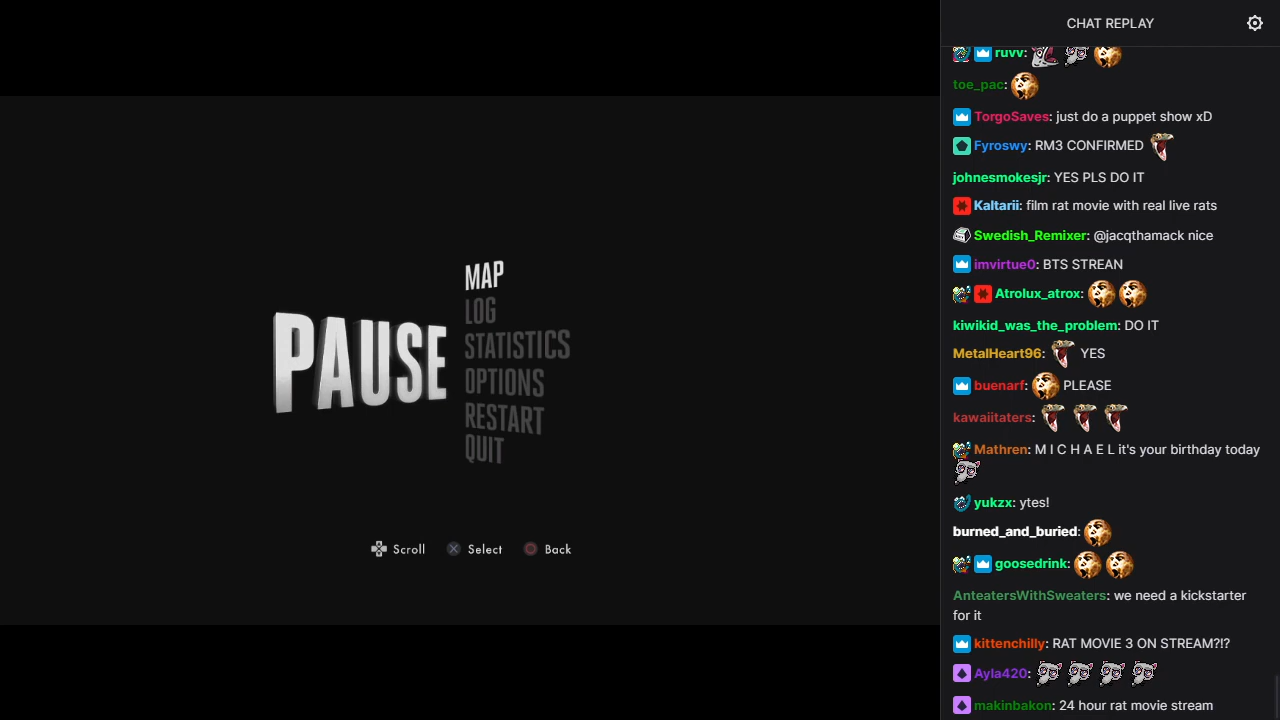 PAUSE
MAP
LOG
STATISTICS
OPTIONS
RESTART
QUIT
Scroll Select Back
CHAT REPLAY
ruvv:
toe_pac:
TorgoSaves: just do a puppet show xD
Fyroswy: RM3 CONFIRMED
johnesmokesjr: YES PLS DO IT
Kaltarii: film rat movie with real live rats
Swedish_Remixer: @jacqthamack nice
imvirtue0: BTS STREAN
Atrolux_atrox:
kiwikid_was_the_problem: DO IT
MetalHeart96: YES
buenarf: PLEASE
kawaiitaters:
Mathren: M I C H A E L it's your birthday today
yukzx: ytes!
burned_and_buried:
goosedrink:
AnteatersWithSweaters: we need a kickstarter
for it
kittenchilly: RAT MOVIE 3 ON STREAM?!?
Ayla420:
makinbakon: 24 hour rat movie stream